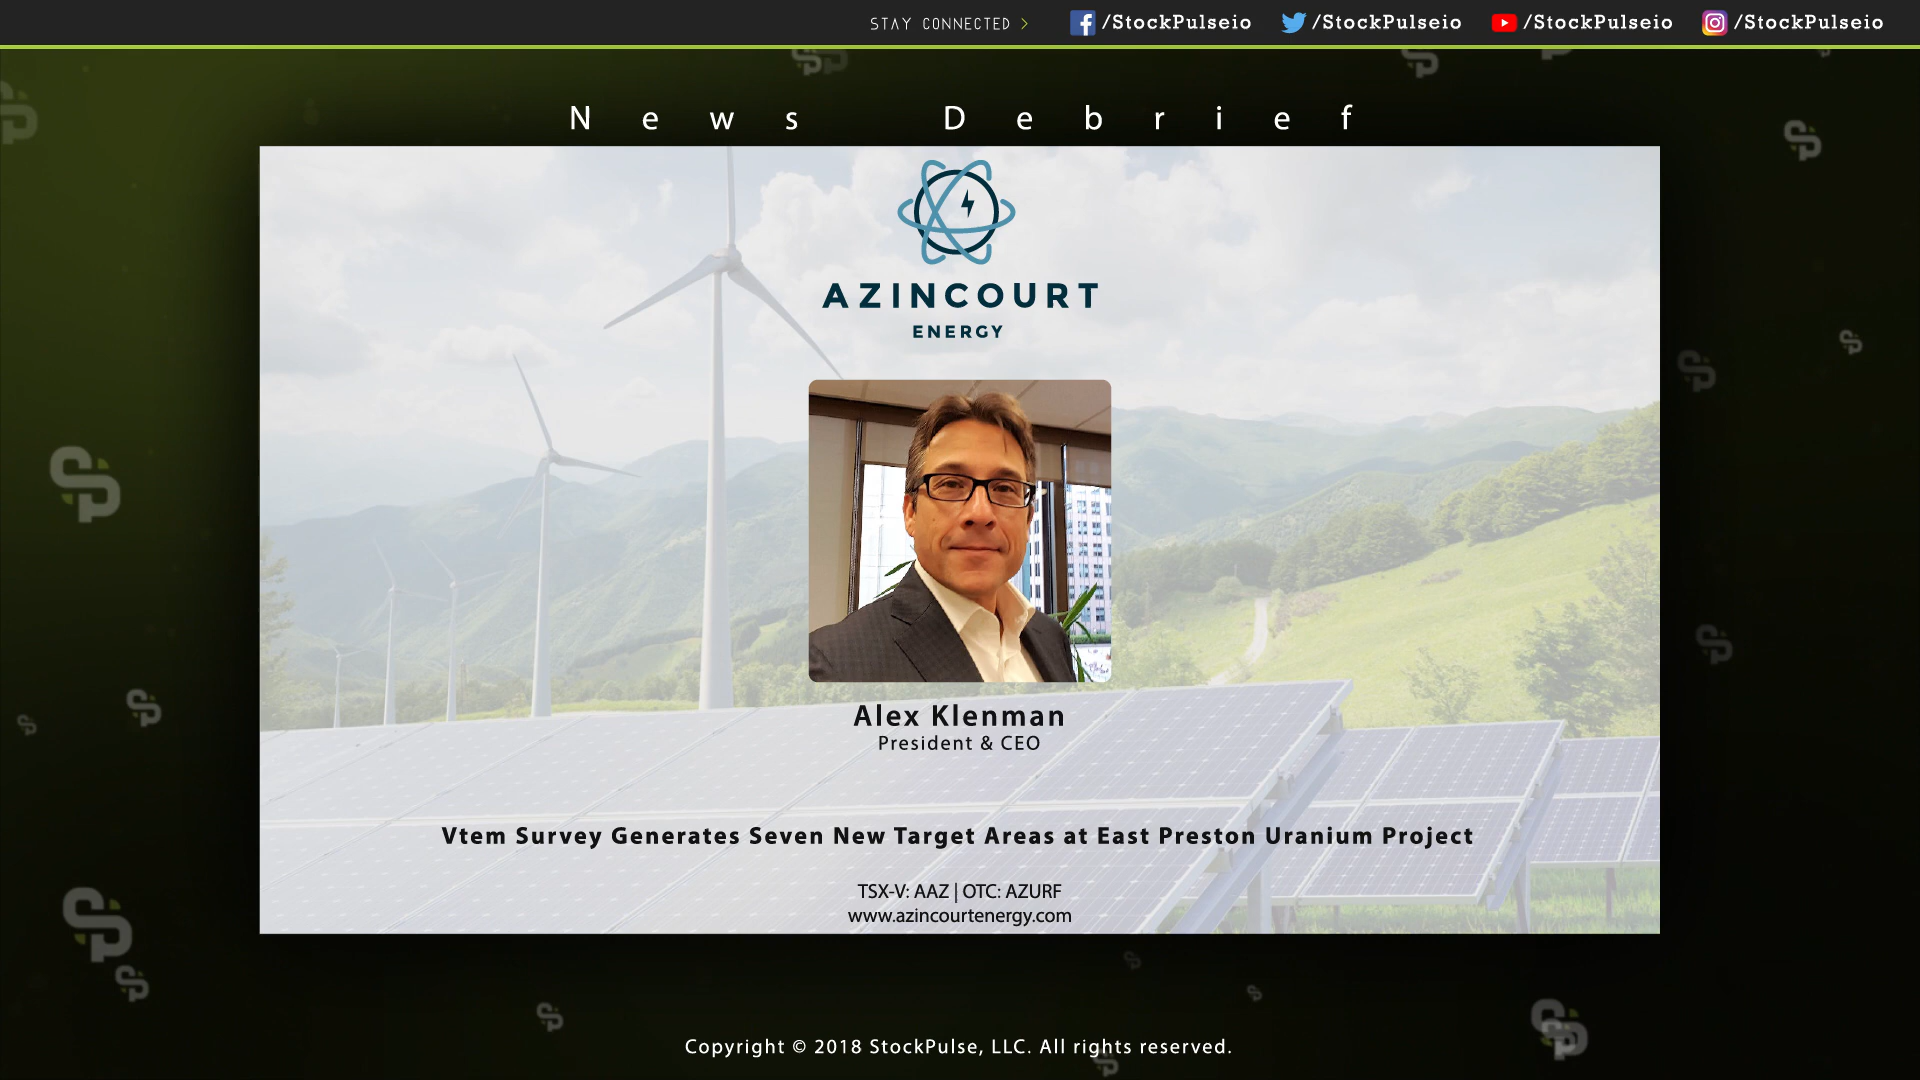 STAY CONNECTED > /StockPulseio /StockPulseio /StockPulseio /StockPulseio
News Debrief
AZINCOURT
ENERGY
Alex Klenman
President & CEO
Vtem Survey Generates Seven New Target Areas at East Preston Uranium Project
TSX-V: AAZ | OTC: AZURF
www.azincourtenergy.com
Copyright © 2018 StockPulse, LLC. All rights reserved.